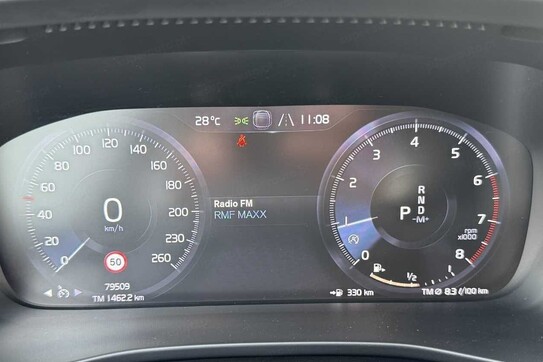 28°C 11:08
0 20 40 60 80 100 120 140 160 180 200 220 240 260
0
km/h
50
79509
TM 1462.2 km
Radio FM
RMF MAXX
0 1 2 3 4 5 6 7 8
P R N D -M+
rpm
x1000
1/2
330 km
TM Ø 8.3 l/100 km